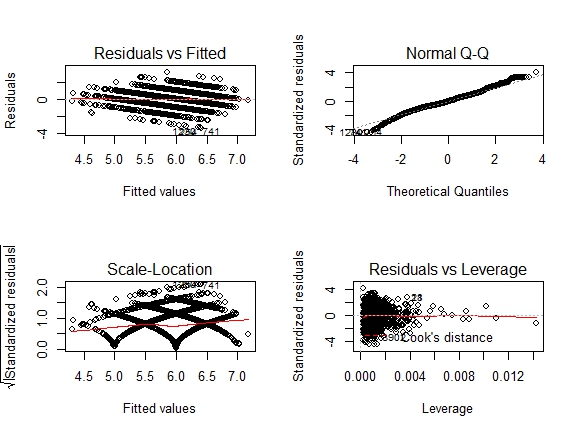 Residuals vs Fitted
Residuals
0
-4
4.5 5.0 5.5 6.0 6.5 7.0
Fitted values
Normal Q-Q
Standardized residuals
4
0
-4
-4 -2 0 2 4
Theoretical Quantiles
Scale-Location
√|Standardized residuals|
2.0
1.0
0.0
4.5 5.0 5.5 6.0 6.5 7.0
Fitted values
Residuals vs Leverage
Standardized residuals
4
0
-4
Cook's distance
0.000 0.004 0.008 0.012
Leverage